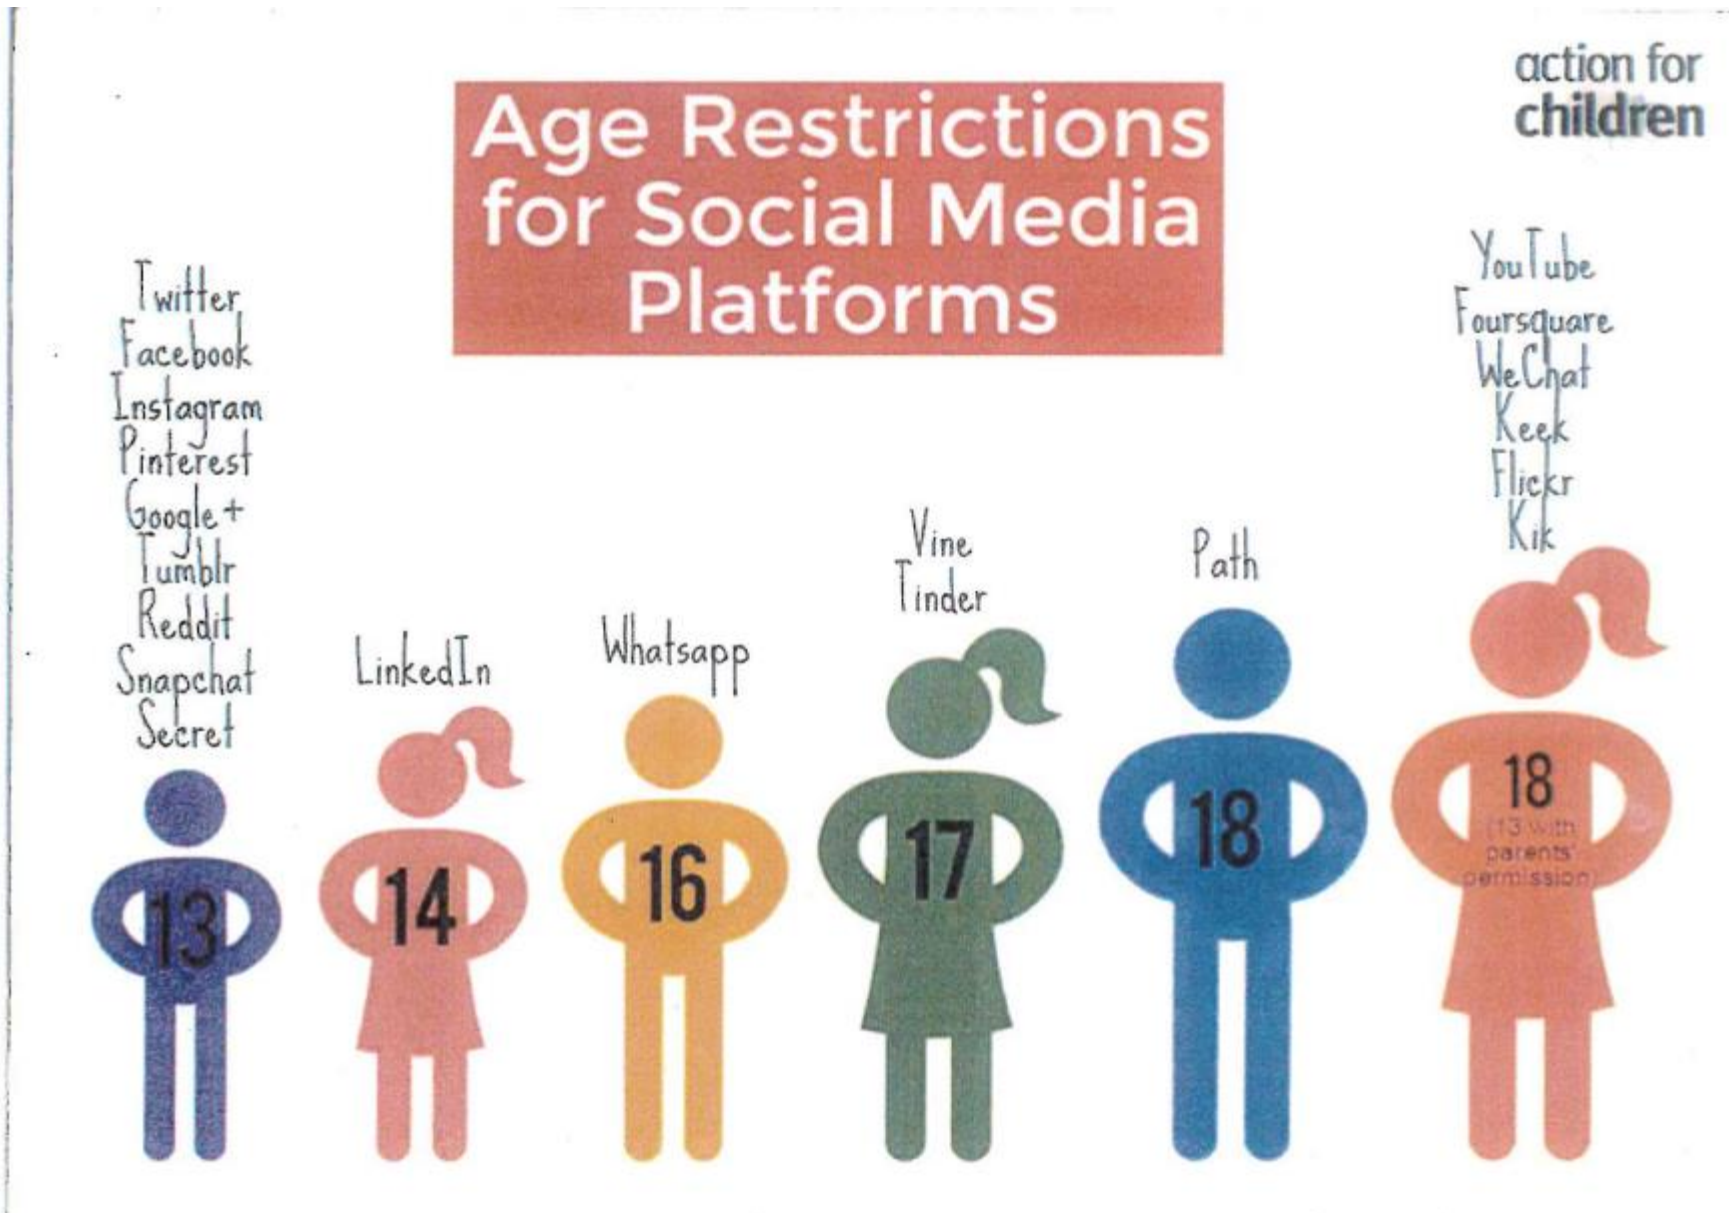 action for
children
Age Restrictions
for Social Media
Platforms
Twitter
Facebook
Instagram
Pinterest
Google+
Tumblr
Reddit
Snapchat
Secret
13
LinkedIn
14
Whatsapp
16
Vine
Tinder
17
Path
18
YouTube
Foursquare
WeChat
Keek
Flickr
Kik
18
(13 with
parents'
permission)